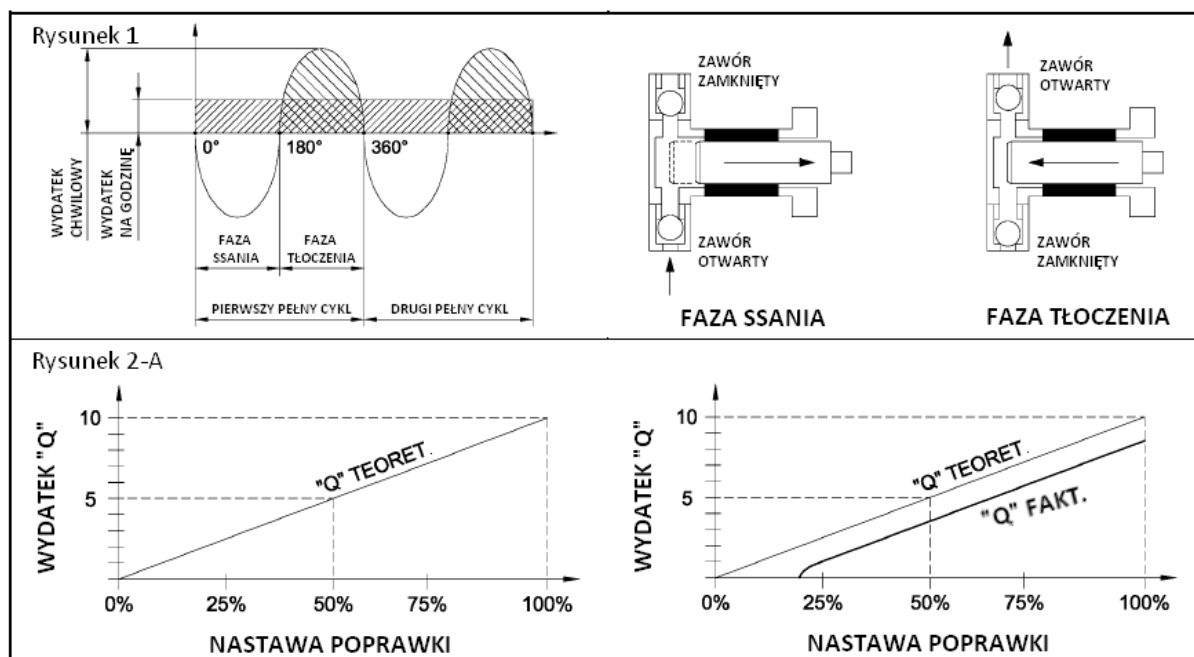 Rysunek 1
WYDATEK
CHWILOWY
WYDATEK
NA GODZINĘ
0°
180°
360°
FAZA
SSANIA
FAZA
TŁOCZENIA
PIERWSZY PEŁNY CYKL
DRUGI PEŁNY CYKL
ZAWÓR
ZAMKNIĘTY
ZAWÓR
OTWARTY
FAZA SSANIA
ZAWÓR
OTWARTY
ZAWÓR
ZAMKNIĘTY
FAZA TŁOCZENIA
Rysunek 2-A
WYDATEK "Q"
10
5
"Q" TEORET.
0%
25%
50%
75%
100%
NASTAWA POPRAWKI
WYDATEK "Q"
10
5
"Q" TEORET.
"Q" FAKT.
0%
25%
50%
75%
100%
NASTAWA POPRAWKI